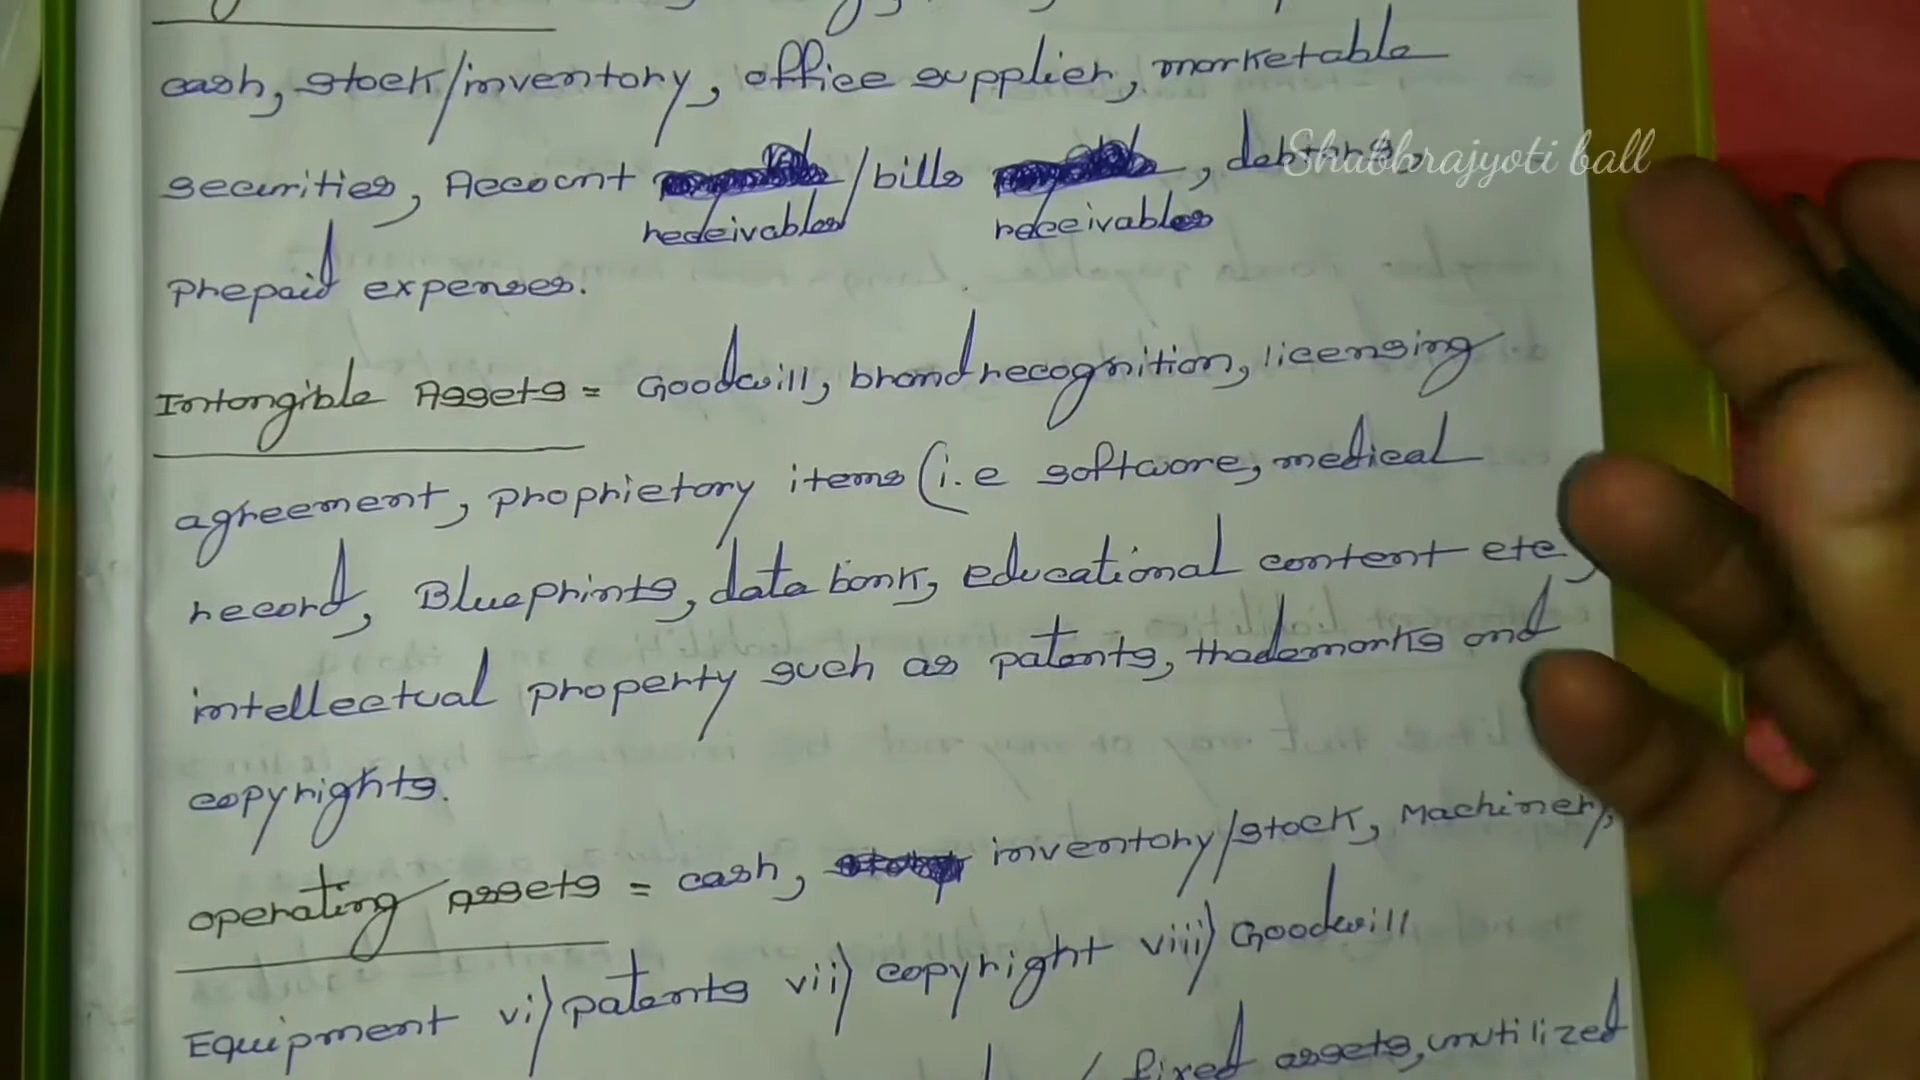 cash, stock/inventory, office supplies, marketable
Shubhrajyoti ball
securities, Account /bills , debtors,
receivables receivables
Prepaid expenses.
Intangible Assets = Goodwill, brand recognition, licensing
agreement, proprietory items (i.e software, medical
record, Blueprints, data bank, educational content etc)
intellectual property such as patents, trademarks and
copyrights.
Operating Assets = cash, inventory/stock, Machinery,
Equipment vi) patents vii) copyright viii) Goodwill
/ fixed assets, unutilized